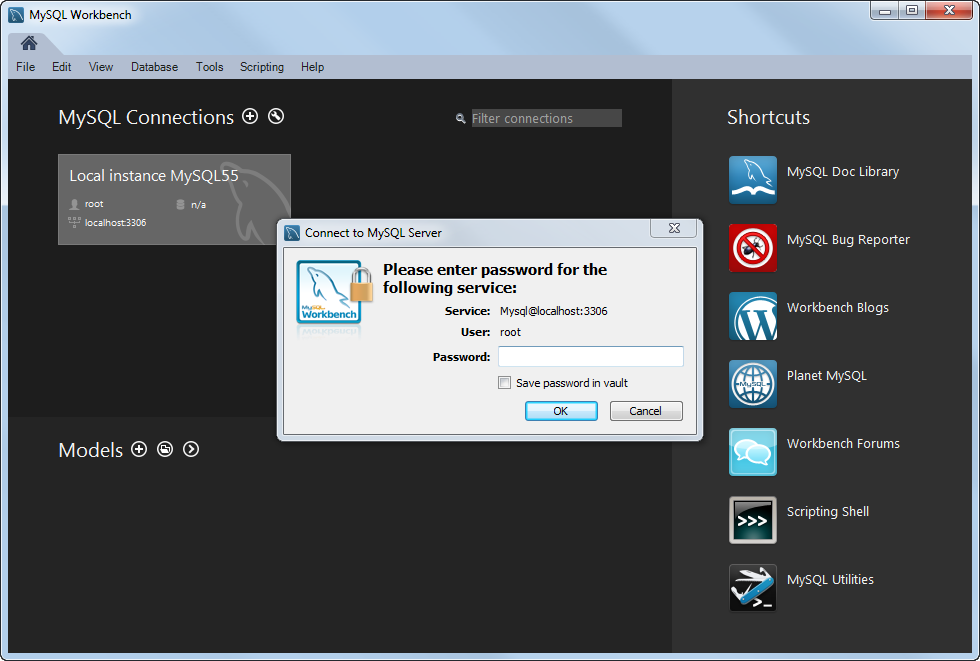 MySQL Workbench
File Edit View Database Tools Scripting Help
MySQL Connections
Filter connections
Local instance MySQL55
root n/a
localhost:3306
Connect to MySQL Server
Please enter password for the
following service:
MySQL
Workbench
Service: Mysql@localhost:3306
User: root
Password:
Save password in vault
OK Cancel
Models
Shortcuts
MySQL Doc Library
MySQL Bug Reporter
Workbench Blogs
MySQL
Planet MySQL
Workbench Forums
>>>
Scripting Shell
>_
MySQL Utilities